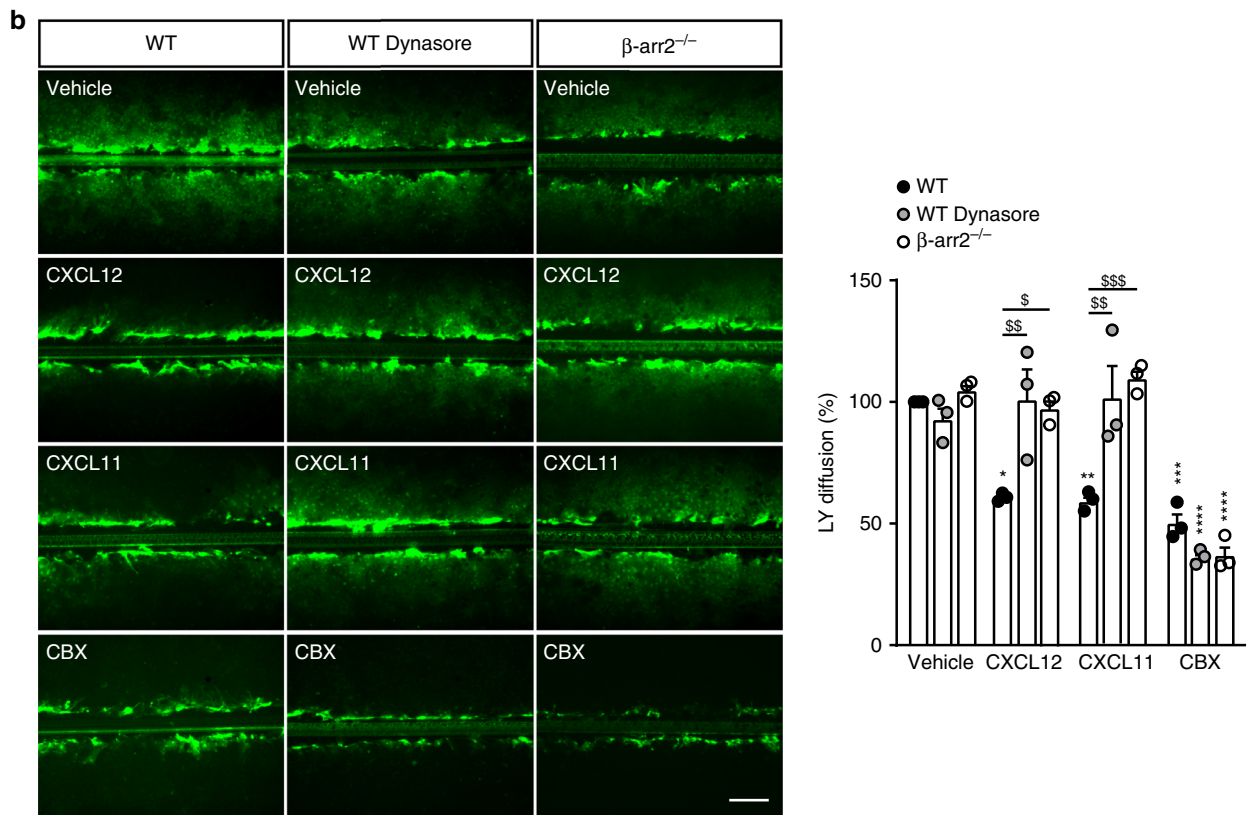 b
WT
WT Dynasore
β-arr2–/–
Vehicle
Vehicle
Vehicle
CXCL12
CXCL12
CXCL12
CXCL11
CXCL11
CXCL11
CBX
CBX
CBX
WT
WT Dynasore
β-arr2–/–
LY diffusion (%)
150
100
50
0
$
$$
$$$
$$
*
**
***
****
****
Vehicle
CXCL12
CXCL11
CBX